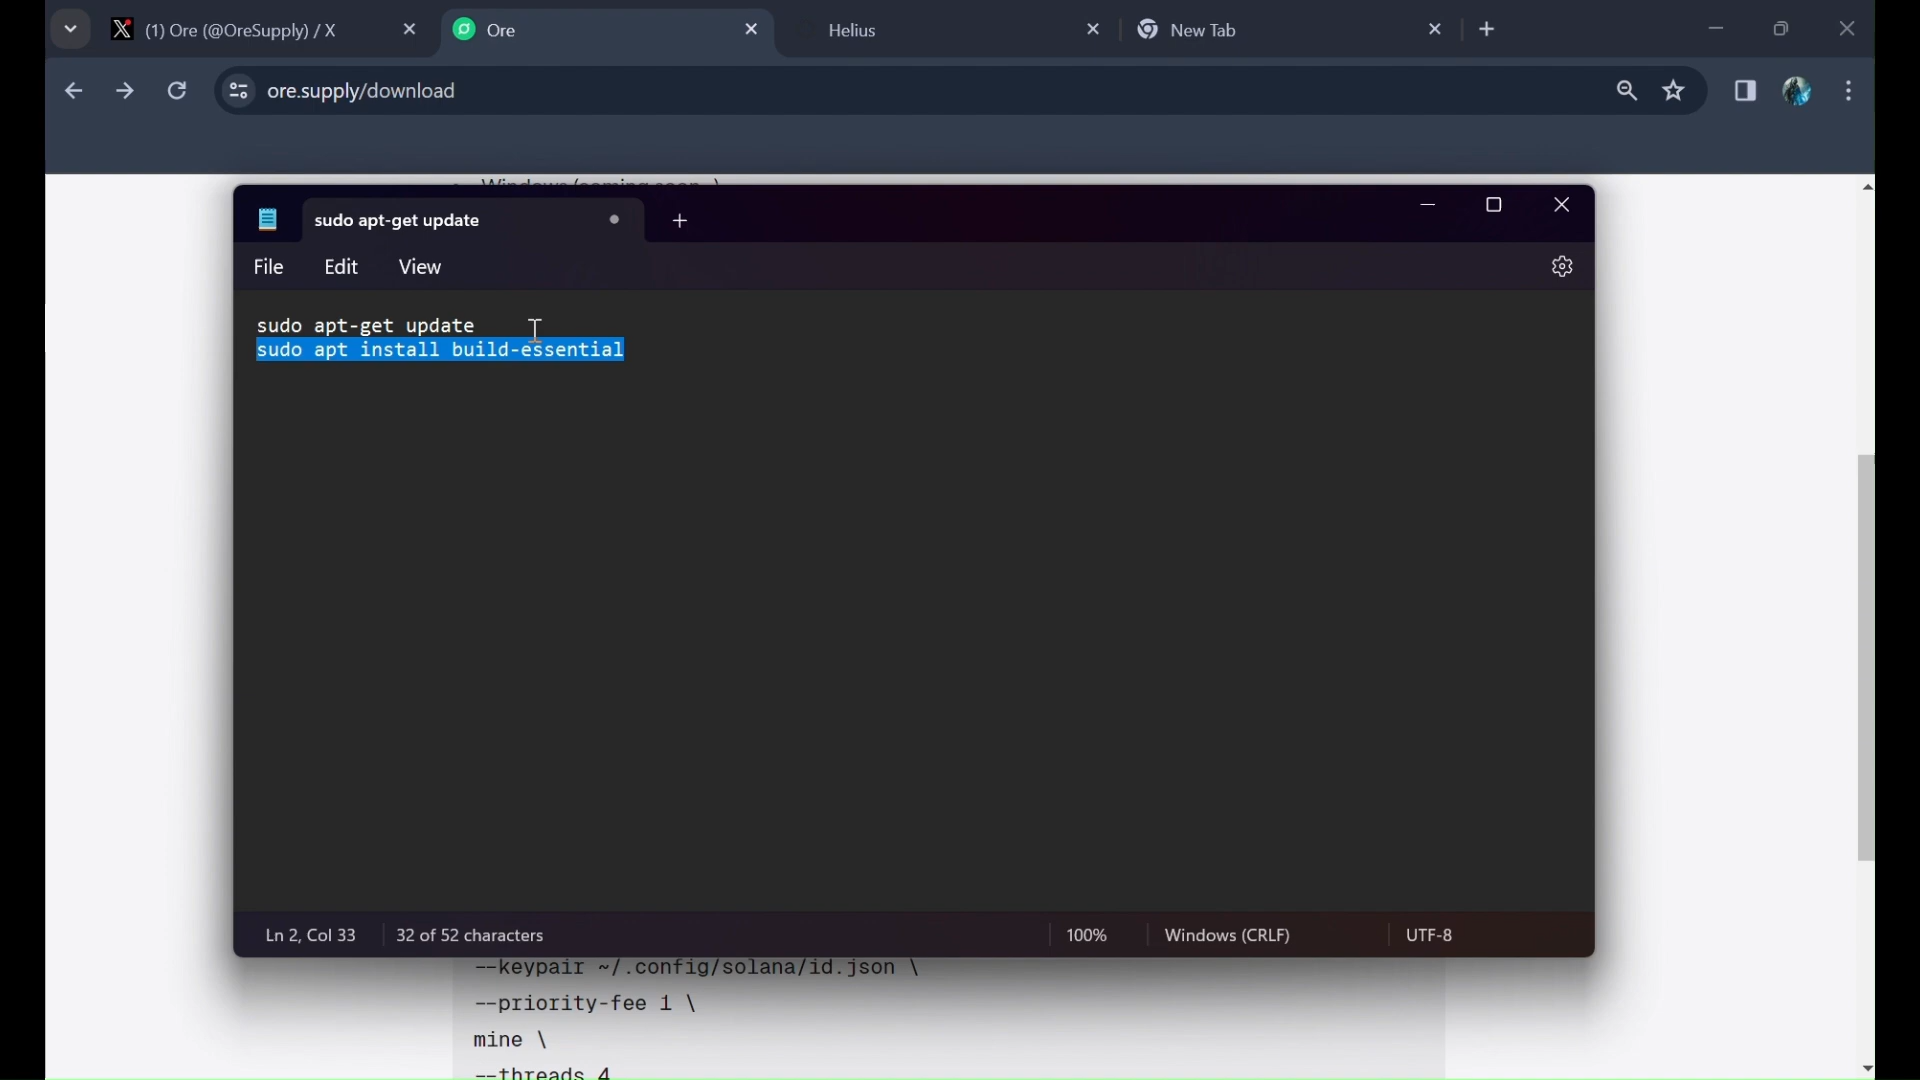 (1) Ore (@OreSupply) / X
Ore
Helius
New Tab
ore.supply/download
sudo apt-get update
File
Edit
View
sudo apt-get update
sudo apt install build-essential
Ln 2, Col 33
32 of 52 characters
100%
Windows (CRLF)
UTF-8
--keypair ~/.config/solana/id.json \
--priority-fee 1 \
mine \
--threads 4